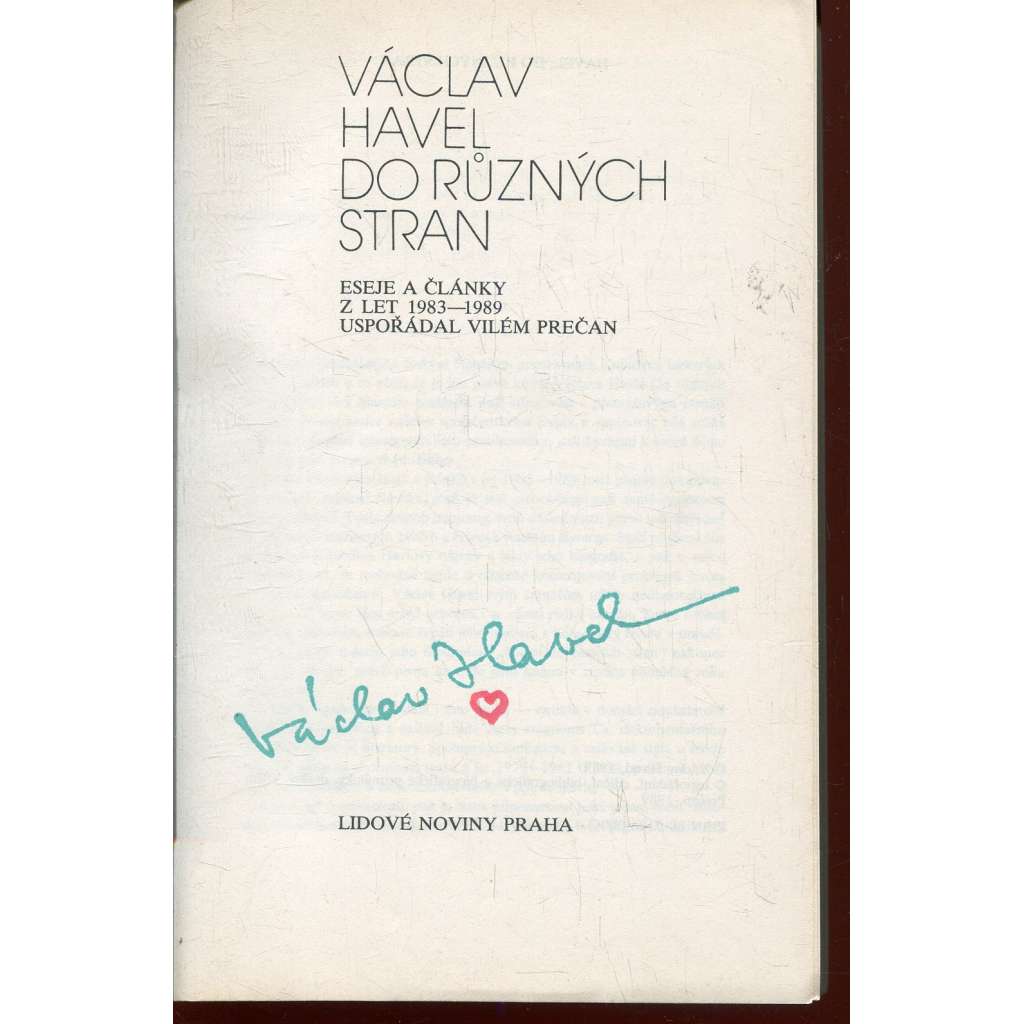 VÁCLAV
HAVEL
DO RŮZNÝCH
STRAN
ESEJE A ČLÁNKY
Z LET 1983—1989
USPOŘÁDAL VILÉM PREČAN
Václav Havel
LIDOVÉ NOVINY PRAHA